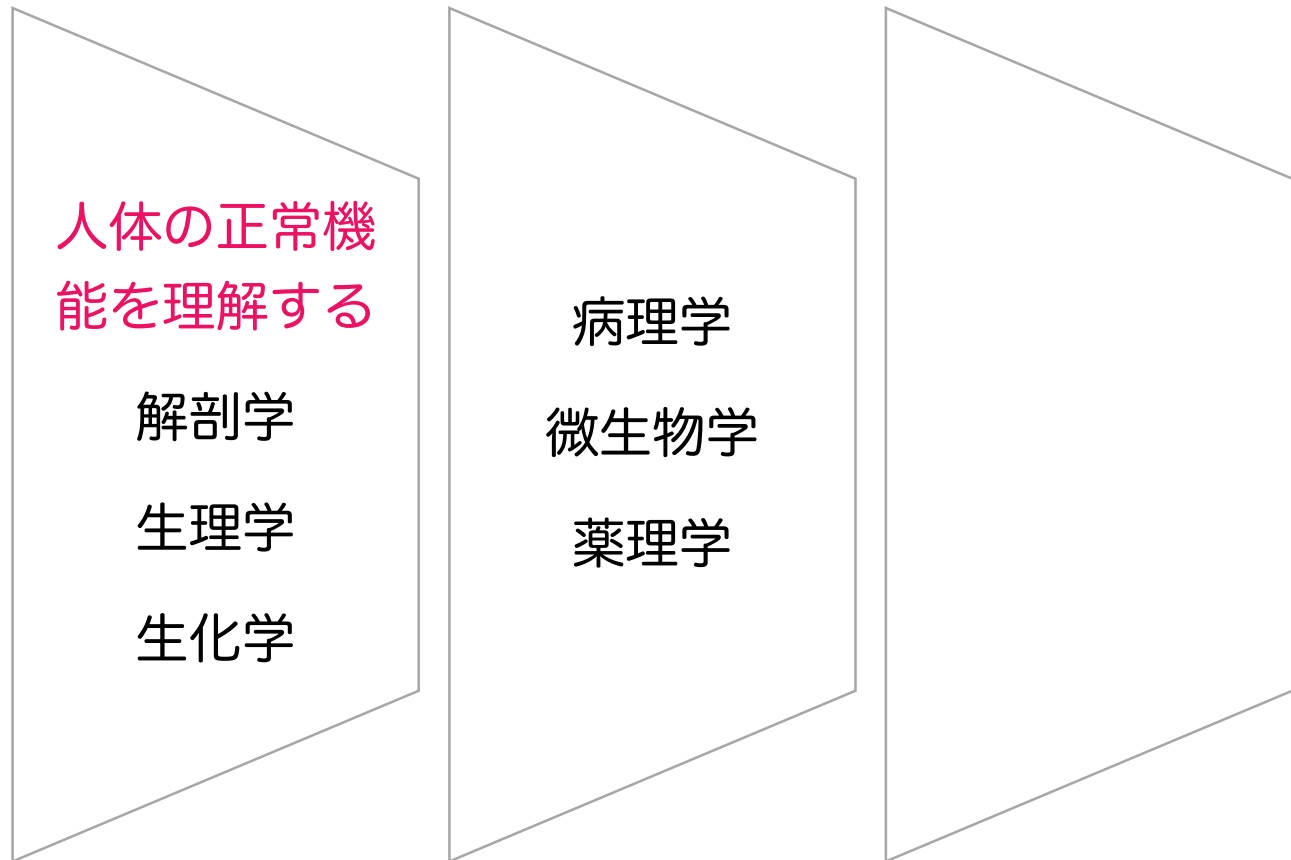 人体の正常機
能を理解する
解剖学
生理学
生化学
病理学
微生物学
薬理学